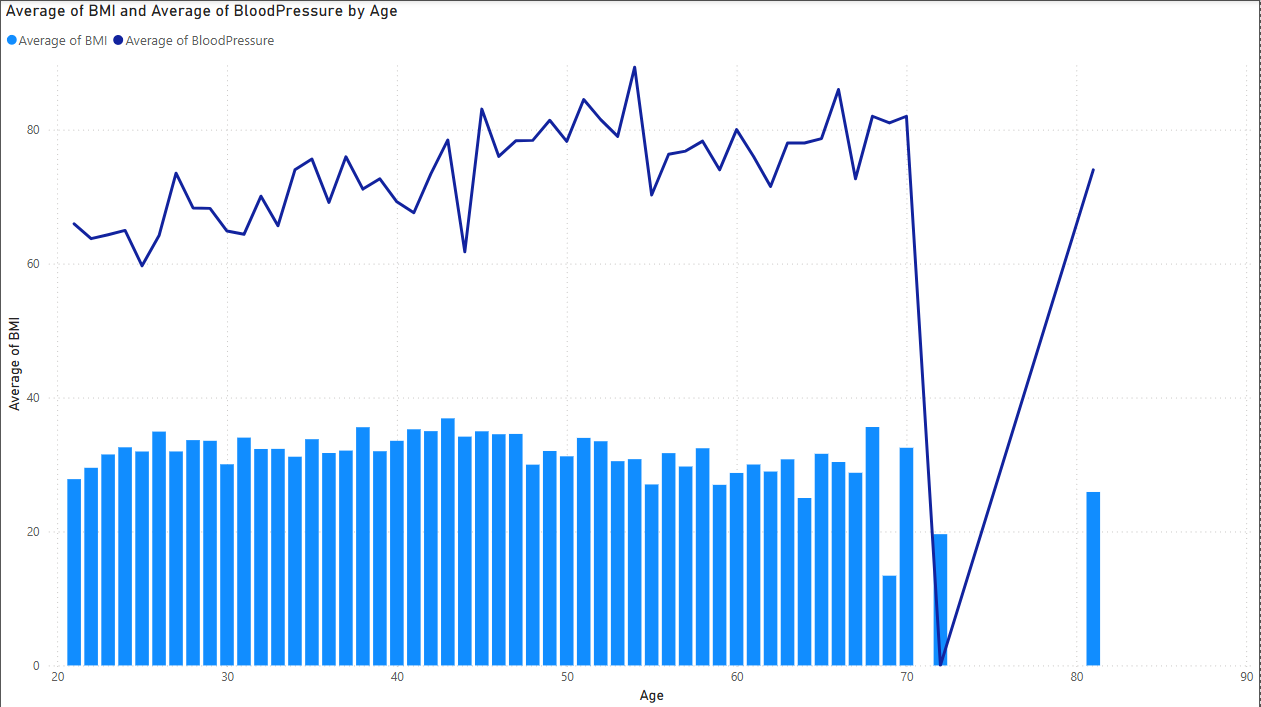 Average of BMI and Average of BloodPressure by Age
Average of BMI Average of BloodPressure
80
60
40
20
0
Average of BMI
20 30 40 50 60 70 80 90
Age